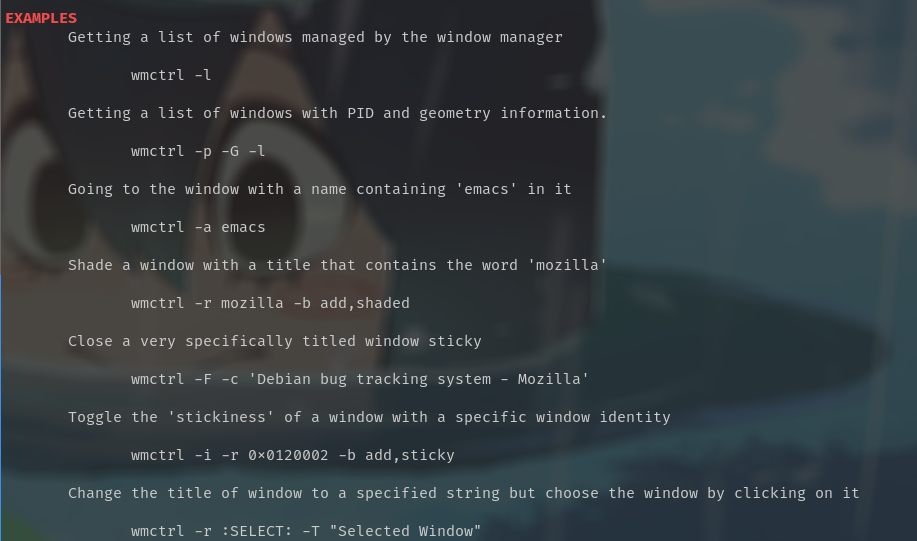 EXAMPLES
Getting a list of windows managed by the window manager
wmctrl -l
Getting a list of windows with PID and geometry information.
wmctrl -p -G -l
Going to the window with a name containing 'emacs' in it
wmctrl -a emacs
Shade a window with a title that contains the word 'mozilla'
wmctrl -r mozilla -b add,shaded
Close a very specifically titled window sticky
wmctrl -F -c 'Debian bug tracking system - Mozilla'
Toggle the 'stickiness' of a window with a specific window identity
wmctrl -i -r 0x0120002 -b add,sticky
Change the title of window to a specified string but choose the window by clicking on it
wmctrl -r :SELECT: -T "Selected Window"